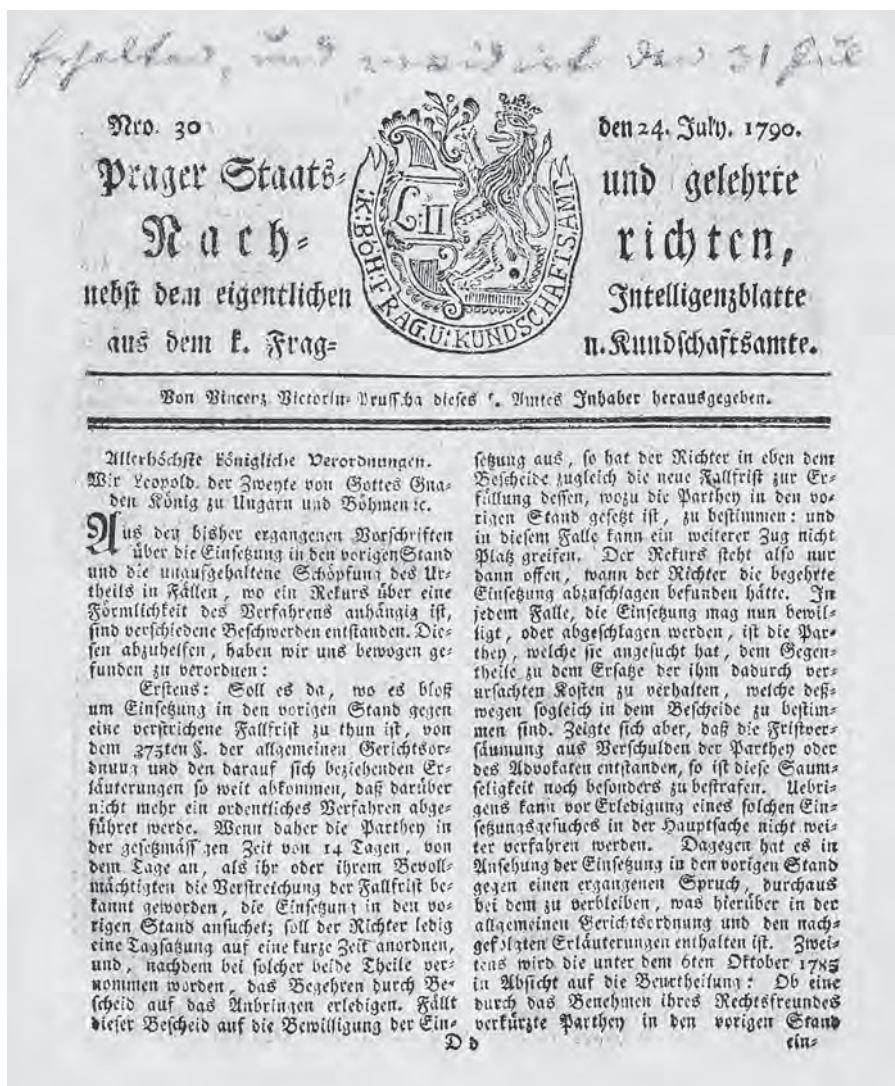 Erhalten, und den 31 Jul
Nro. 30
den 24. July. 1790.
Prager Staats-
und gelehrte
Nach-
richten,
nebst dem eigentlichen
Intelligenzblatte
aus dem k. Frag-
u. Kundschaftsamte.
L: II
K: BÖH: FRAG: U: KUNDSCHAFTS: AMT
Von Vincenz Victorin dieses k. Amtes Inhaber herausgegeben.
Allerhöchste königliche Verordnungen.
Wir Leopold. der Zweyte von Gottes Gna-
den König zu Ungarn und Böhmen ꝛc.
Aus den bisher ergangenen Vorschriften
über die Einsetzung in den vorigen Stand
und die unaufgehaltene Schöpfung des Ur-
theils in Fällen, wo ein Rekurs über eine
Förmlichkeit des Verfahrens anhängig ist,
sind verschiedene Beschwerden entstanden. Die-
sen abzuhelfen, haben wir uns bewogen ge-
funden zu verordnen:
Erstens: Soll es da, wo es bloß
um Einsetzung in den vorigen Stand gegen
eine verstrichene Fallfrist zu thun ist, von
dem 373ten §. der allgemeinen Gerichtsor-
dnung und den darauf sich beziehenden Er-
läuterungen so weit abkommen, daß darüber
nicht mehr ein ordentliches Verfahren abge-
führet werde. Wenn daher die Parthey in
der gesetzmässigen Zeit von 14 Tagen, von
dem Tage an, als ihr oder ihrem Bevoll-
mächtigten die Verstreichung der Fallfrist be-
kannt geworden, die Einsetzung in den vo-
rigen Stand ansuchet; soll der Richter ledig
eine Tagsatzung auf eine kurze Zeit anordnen,
und, nachdem bei solcher beide Theile ver-
nommen worden, das Begehren durch Be-
scheid auf das Anbringen erledigen. Fällt
dieser Bescheid auf die Bewilligung der Ein-
setzung aus, so hat der Richter in eben dem
Bescheide zugleich die neue Fallfrist zur Er-
füllung dessen, wozu die Parthey in den vo-
rigen Stand gesetzt ist, zu bestimmen: und
in diesem Falle kann ein weiterer Zug nicht
Platz greifen. Der Rekurs steht also nur
dann offen, wann der Richter die begehrte
Einsetzung abzuschlagen befunden hätte. In
jedem Falle, die Einsetzung mag nun bewil-
ligt, oder abgeschlagen werden, ist die Par-
they, welche sie angesucht hat, dem Gegen-
theile zu dem Ersatze der ihm dadurch ver-
ursachten Kosten zu verhalten, welche deß-
wegen sogleich in dem Bescheide zu bestim-
men sind. Zeigte sich aber, daß die Fristver-
säumung aus Verschulden der Parthey oder
des Advokaten entstanden, so ist diese Saum-
seligkeit noch besonders zu bestrafen. Uebri-
gens kann vor Erledigung eines solchen Ein-
setzungsgesuches in der Hauptsache nicht wei-
ter verfahren werden. Dagegen hat es in
Ansehung der Einsetzung in den vorigen Stand
gegen einen ergangenen Spruch, durchaus
bei dem zu verbleiben, was hierüber in der
allgemeinen Gerichtsordnung und den nach-
gefolgten Erläuterungen enthalten ist. Zwei-
tens wird die unter dem 6ten Oktober 1785
in Absicht auf die Beurtheilung: Ob eine
durch das Benehmen ihres Rechtsfreundes
verkürzte Parthey in den vorigen Stand
D d
ein-